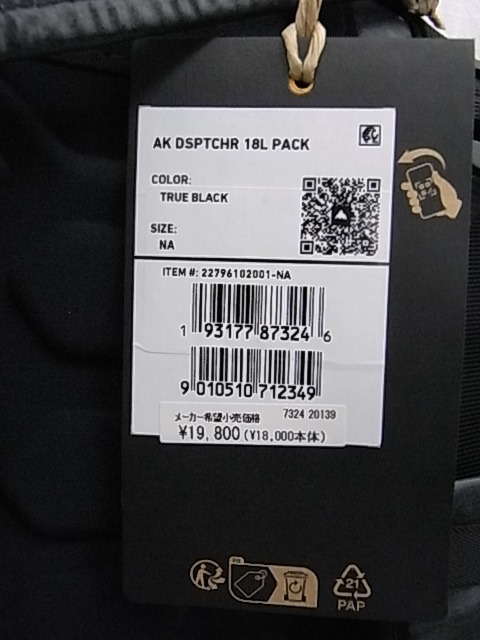 AK DSPTCHR 18L PACK
COLOR:
TRUE BLACK
SIZE:
NA
ITEM #: 22796102001-NA
1 93177 87324 6
9 010510 712349
メーカー希望小売価格 7324 20139
¥19,800(¥18,000本体)
21
PAP